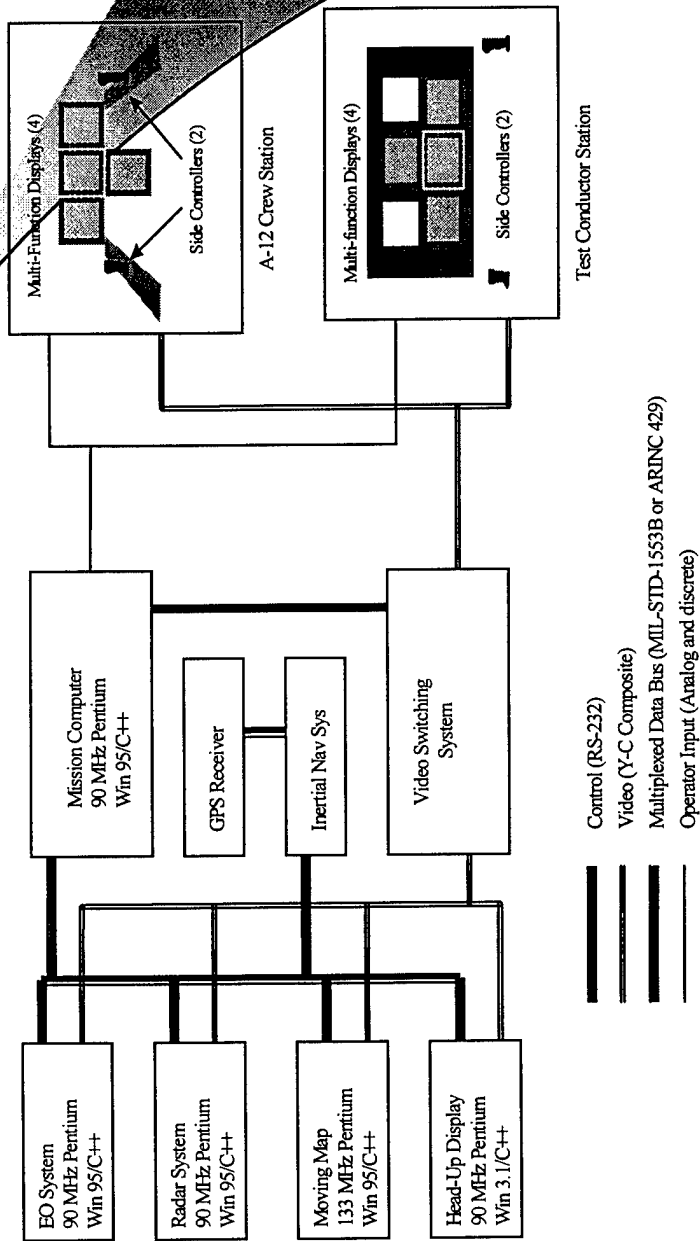 EO System
90 MHz Pentium
Win 95/C++
Radar System
90 MHz Pentium
Win 95/C++
Moving Map
133 MHz Pentium
Win 95/C++
Head-Up Display
90 MHz Pentium
Win 3.1/C++
Mission Computer
90 MHz Pentium
Win 95/C++
GPS Receiver
Inertial Nav Sys
Video Switching
System
Multi-Function Displays (4)
Side Controllers (2)
A-12 Crew Station
Multi-function Displays (4)
Side Controllers (2)
Test Conductor Station
Control (RS-232)
Video (Y-C Composite)
Multiplexed Data Bus (MIL-STD-1553B or ARINC 429)
Operator Input (Analog and discrete)